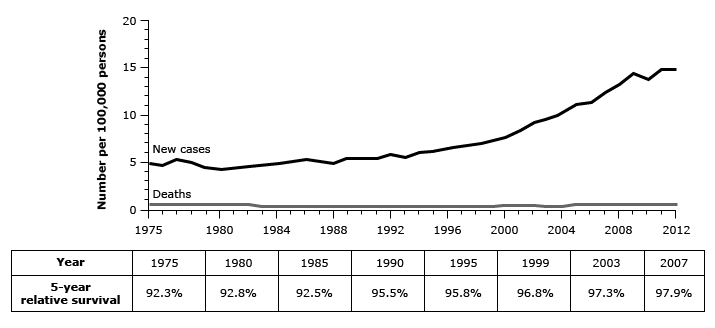 20
15
10
5
0
Number per 100,000 persons
New cases
Deaths
1975 1980 1984 1988 1992 1996 2000 2004 2008 2012
Year 1975 1980 1985 1990 1995 1999 2003 2007
5-year
relative survival 92.3% 92.8% 92.5% 95.5% 95.8% 96.8% 97.3% 97.9%